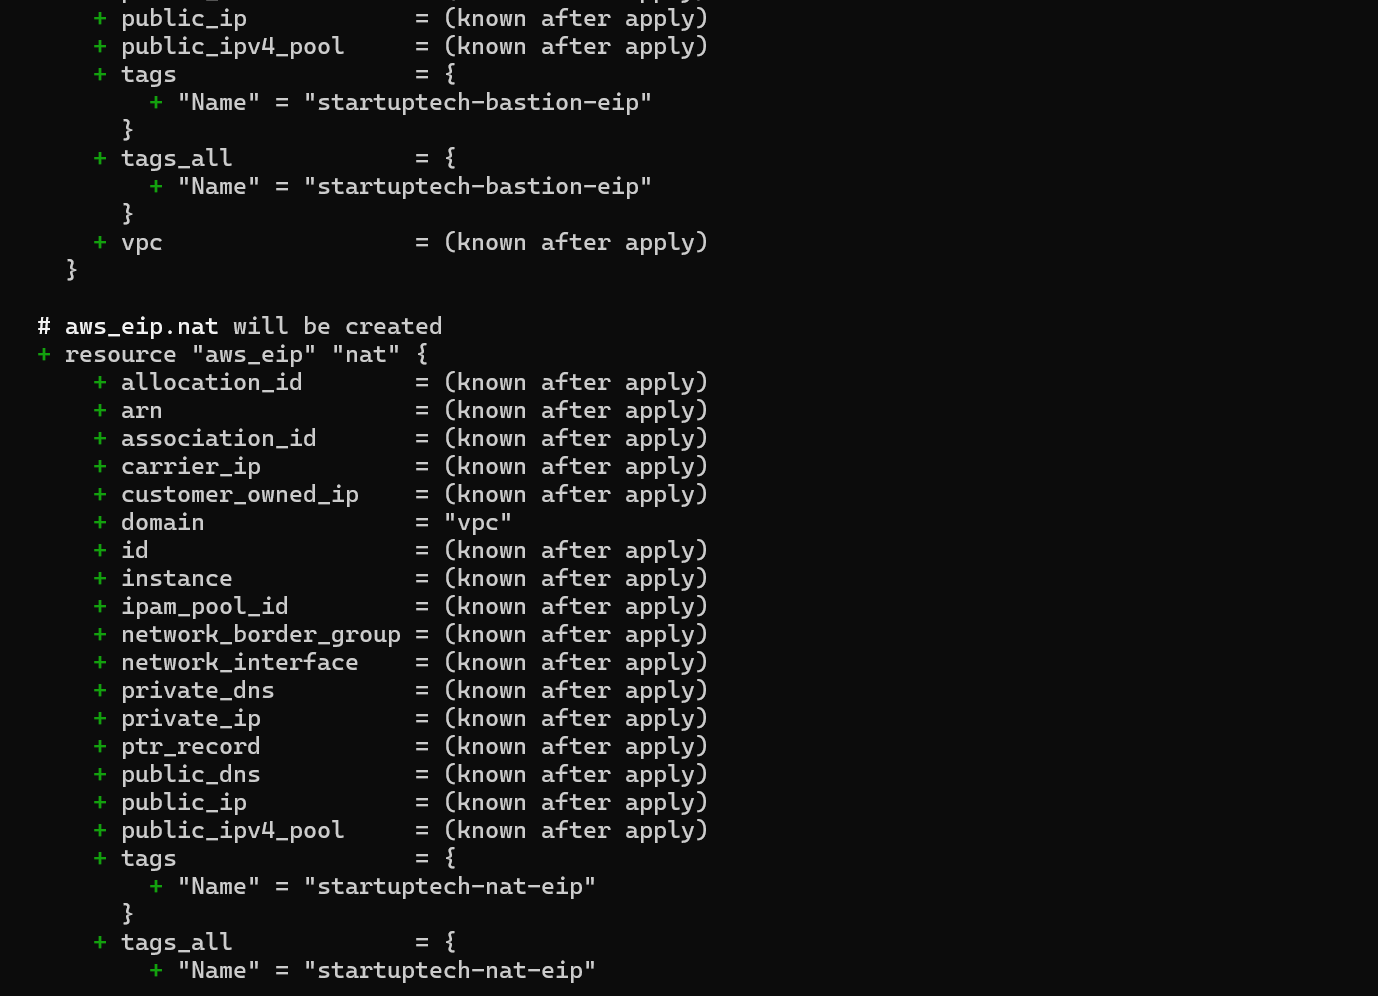 + public_ip = (known after apply)
+ public_ipv4_pool = (known after apply)
+ tags = {
+ "Name" = "startuptech-bastion-eip"
}
+ tags_all = {
+ "Name" = "startuptech-bastion-eip"
}
+ vpc = (known after apply)
}
# aws_eip.nat will be created
+ resource "aws_eip" "nat" {
+ allocation_id = (known after apply)
+ arn = (known after apply)
+ association_id = (known after apply)
+ carrier_ip = (known after apply)
+ customer_owned_ip = (known after apply)
+ domain = "vpc"
+ id = (known after apply)
+ instance = (known after apply)
+ ipam_pool_id = (known after apply)
+ network_border_group = (known after apply)
+ network_interface = (known after apply)
+ private_dns = (known after apply)
+ private_ip = (known after apply)
+ ptr_record = (known after apply)
+ public_dns = (known after apply)
+ public_ip = (known after apply)
+ public_ipv4_pool = (known after apply)
+ tags = {
+ "Name" = "startuptech-nat-eip"
}
+ tags_all = {
+ "Name" = "startuptech-nat-eip"